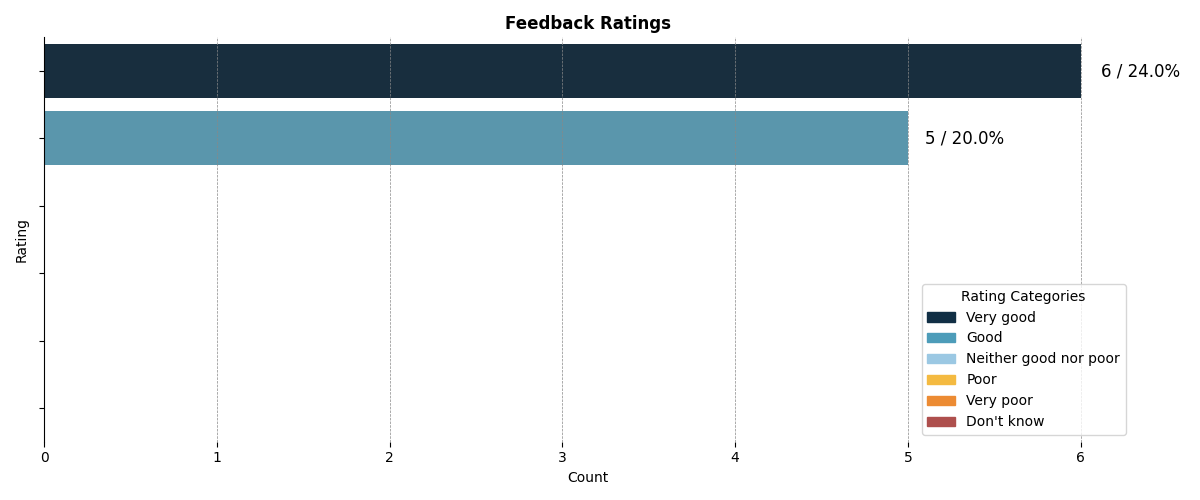 Feedback Ratings
6 / 24.0%
5 / 20.0%
Rating
Rating Categories
Very good
Good
Neither good nor poor
Poor
Very poor
Don't know
0 1 2 3 4 5 6
Count